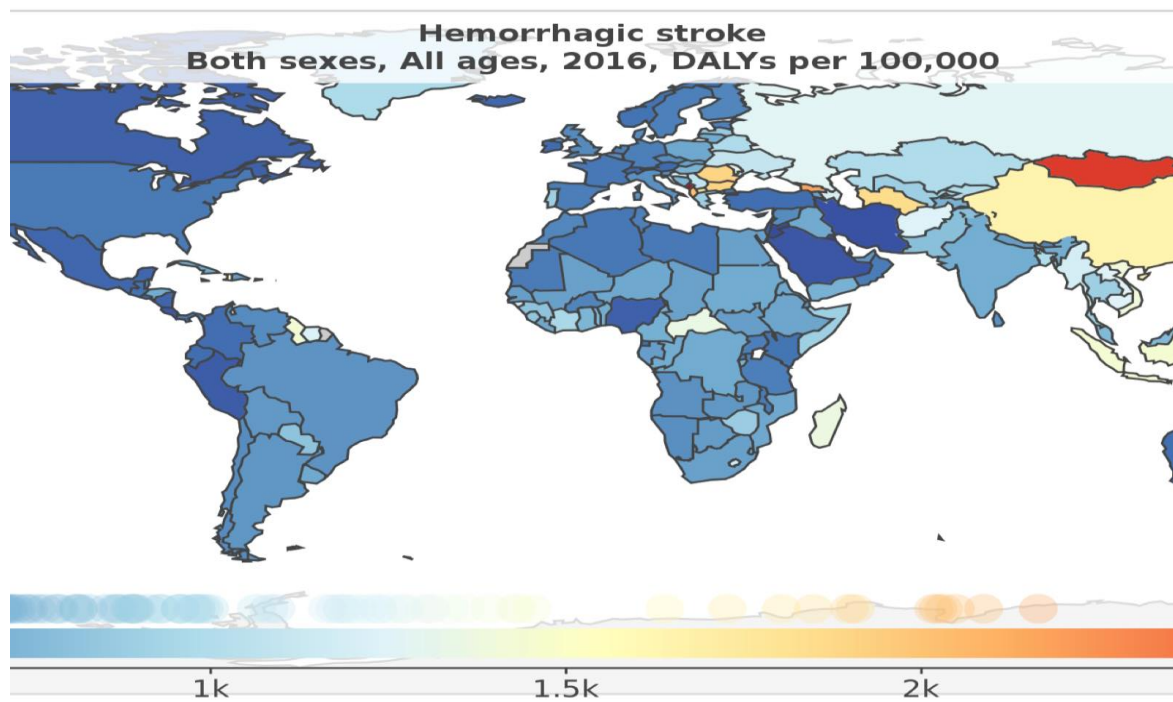 Hemorrhagic stroke
Both sexes, All ages, 2016, DALYs per 100,000
1k
1.5k
2k